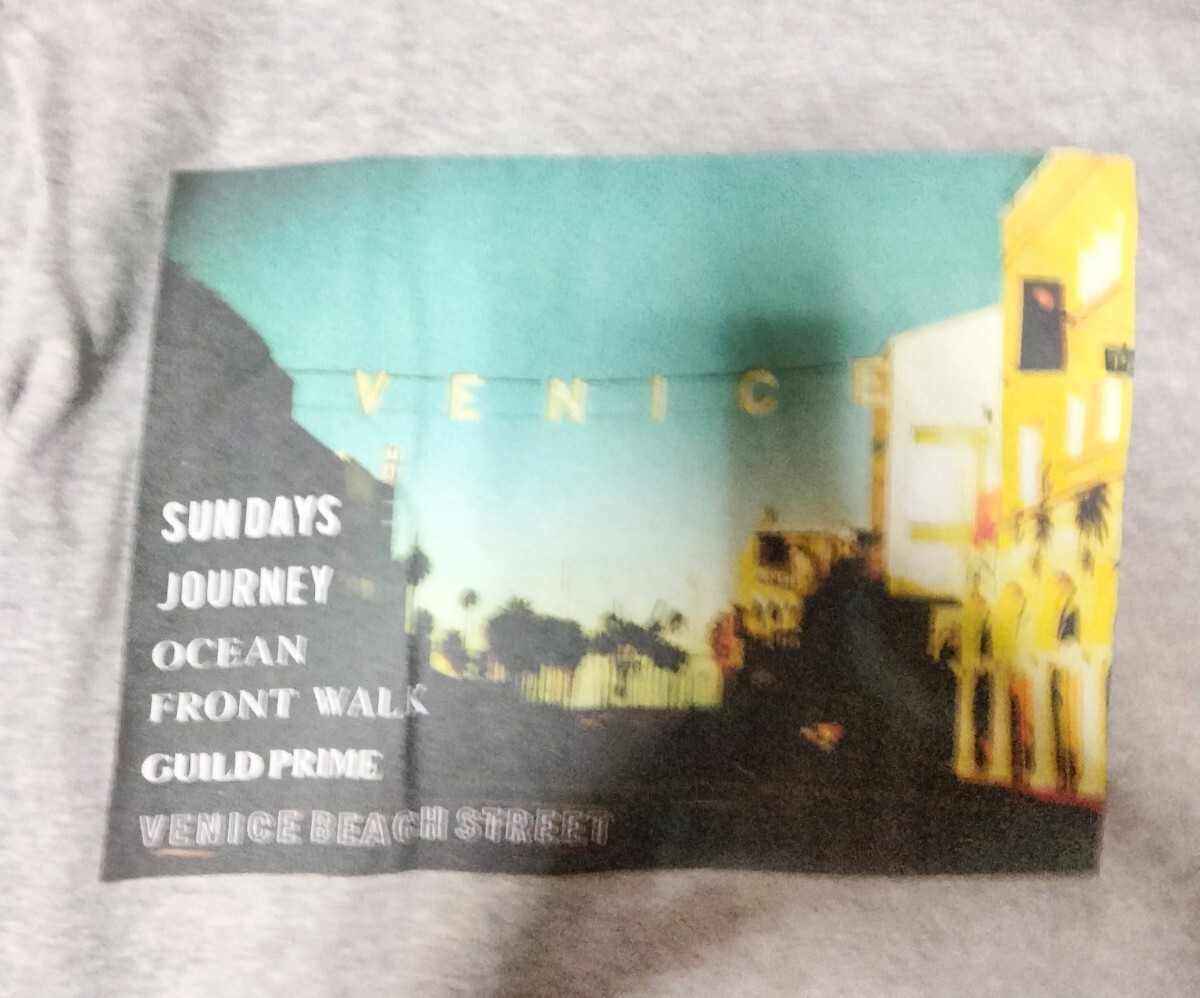 VENICE
SUNDAYS
JOURNEY
OCEAN
FRONT WALK
GUILD PRIME
VENICE BEACH STREET